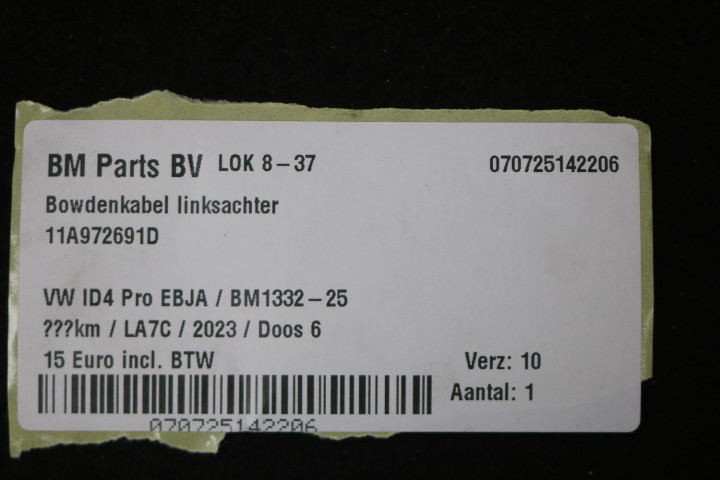 BM Parts BV LOK 8-37 070725142206
Bowdenkabel linksachter
11A972691D
VW ID4 Pro EBJA / BM1332-25
???km / LA7C / 2023 / Doos 6
15 Euro incl. BTW Verz: 10
Aantal: 1
070725142206